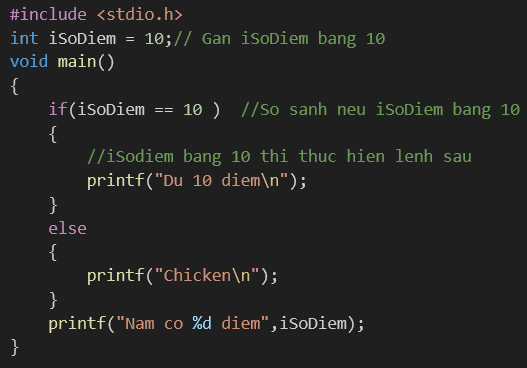 #include <stdio.h>
int iSoDiem = 10;// Gan iSoDiem bang 10
void main()
{
    if(iSoDiem == 10 )  //So sanh neu iSoDiem bang 10
    {
        //iSodiem bang 10 thi thuc hien lenh sau
        printf("Du 10 diem\n");
    }
    else
    {
        printf("Chicken\n");
    }
    printf("Nam co %d diem",iSoDiem);
}